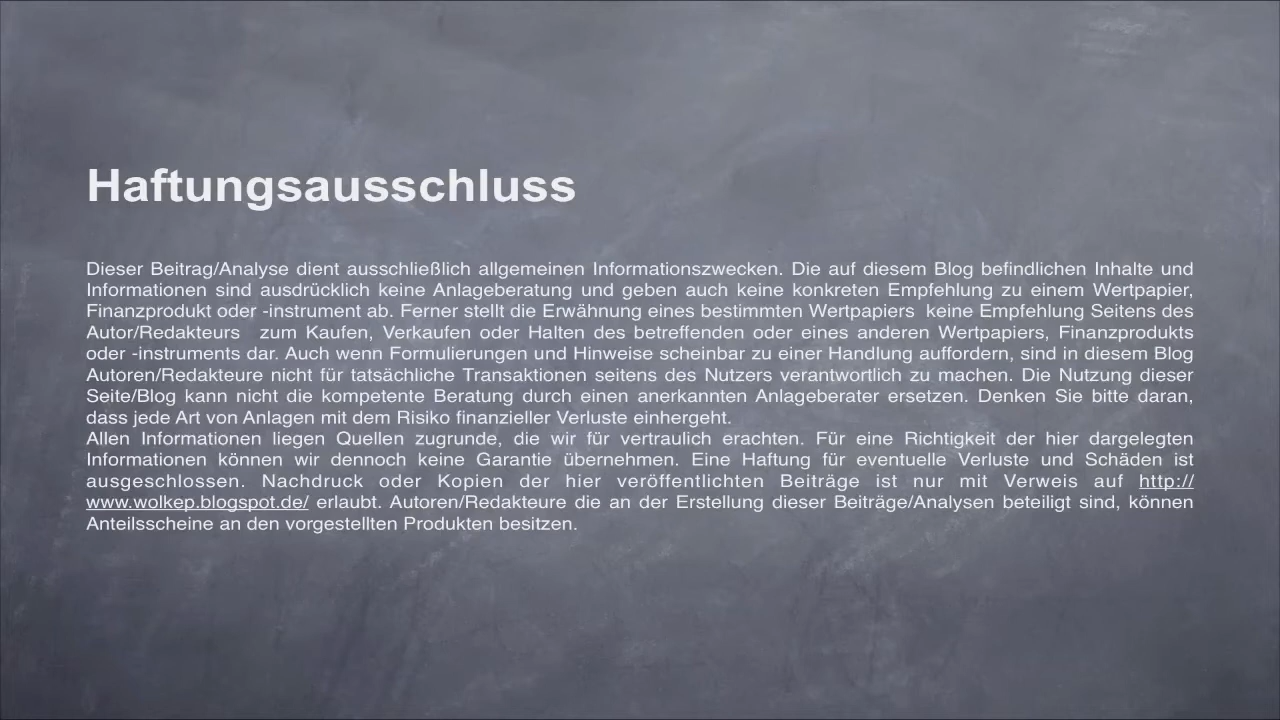 Haftungsausschluss
Dieser Beitrag/Analyse dient ausschließlich allgemeinen Informationszwecken. Die auf diesem Blog befindlichen Inhalte und
Informationen sind ausdrücklich keine Anlageberatung und geben auch keine konkreten Empfehlung zu einem Wertpapier,
Finanzprodukt oder -instrument ab. Ferner stellt die Erwähnung eines bestimmten Wertpapiers keine Empfehlung Seitens des
Autor/Redakteurs zum Kaufen, Verkaufen oder Halten des betreffenden oder eines anderen Wertpapiers, Finanzprodukts
oder -instruments dar. Auch wenn Formulierungen und Hinweise scheinbar zu einer Handlung auffordern, sind in diesem Blog
Autoren/Redakteure nicht für tatsächliche Transaktionen seitens des Nutzers verantwortlich zu machen. Die Nutzung dieser
Seite/Blog kann nicht die kompetente Beratung durch einen anerkannten Anlageberater ersetzen. Denken Sie bitte daran,
dass jede Art von Anlagen mit dem Risiko finanzieller Verluste einhergeht.
Allen Informationen liegen Quellen zugrunde, die wir für vertraulich erachten. Für eine Richtigkeit der hier dargelegten
Informationen können wir dennoch keine Garantie übernehmen. Eine Haftung für eventuelle Verluste und Schäden ist
ausgeschlossen. Nachdruck oder Kopien der hier veröffentlichten Beiträge ist nur mit Verweis auf http://
www.wolkep.blogspot.de/ erlaubt. Autoren/Redakteure die an der Erstellung dieser Beiträge/Analysen beteiligt sind, können
Anteilsscheine an den vorgestellten Produkten besitzen.